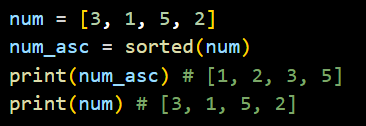 num = [3, 1, 5, 2]
num_asc = sorted(num)
print(num_asc) # [1, 2, 3, 5]
print(num) # [3, 1, 5, 2]